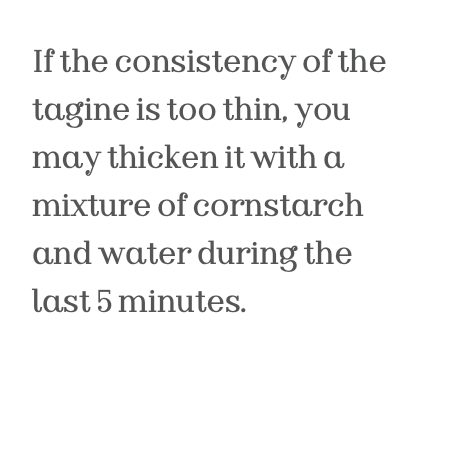 If the consistency of the
tagine is too thin, you
may thicken it with a
mixture of cornstarch
and water during the
last 5 minutes.